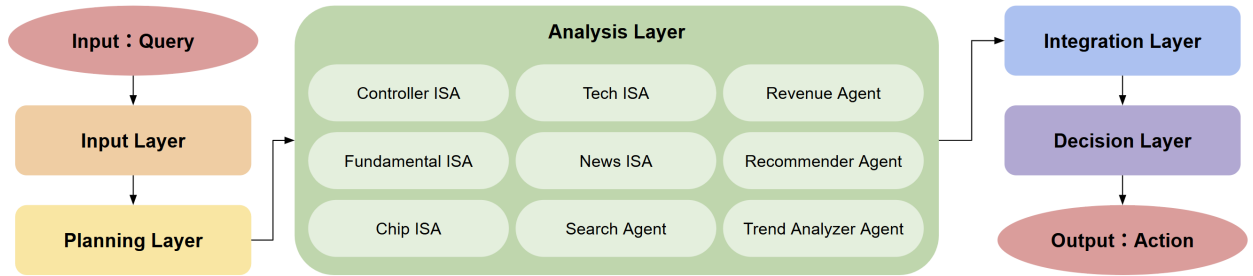 Input：Query
Input Layer
Planning Layer
Analysis Layer
Controller ISA
Tech ISA
Revenue Agent
Fundamental ISA
News ISA
Recommender Agent
Chip ISA
Search Agent
Trend Analyzer Agent
Integration Layer
Decision Layer
Output：Action